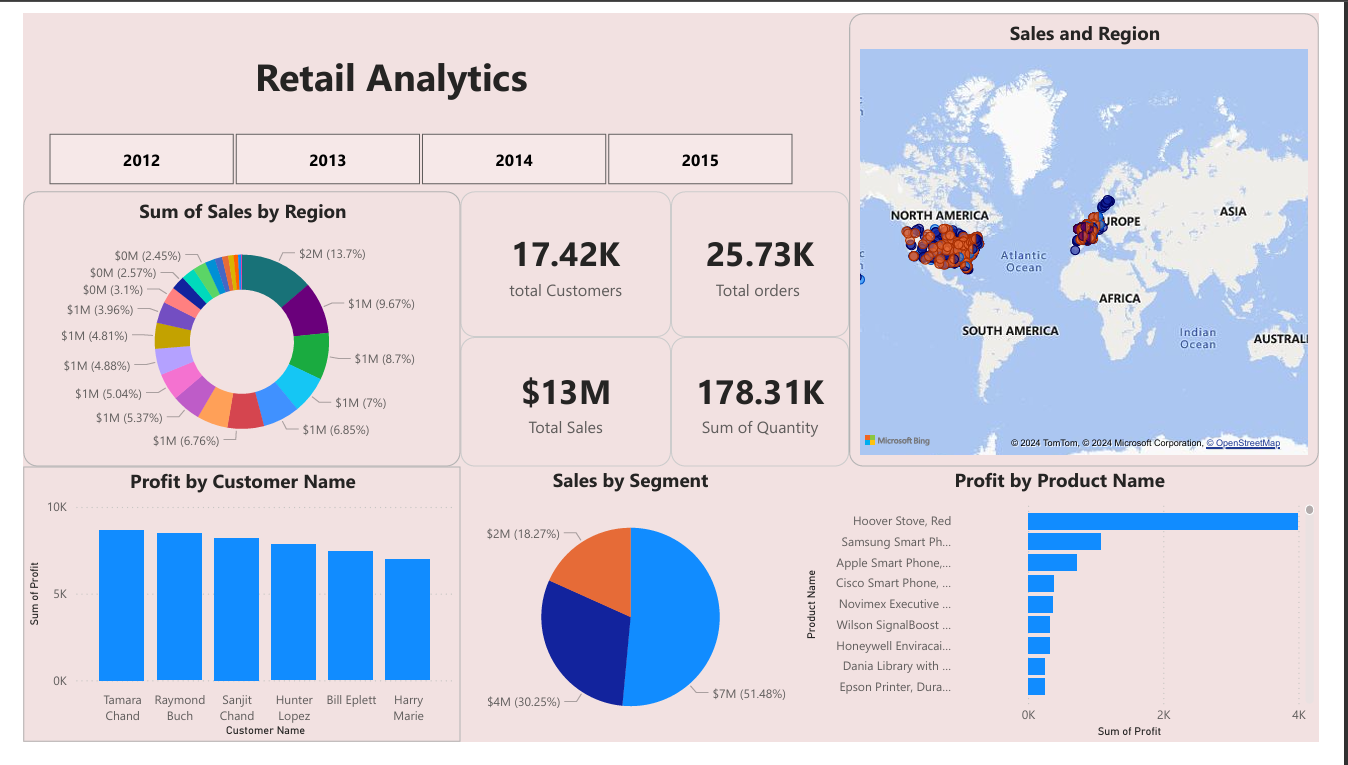 Retail Analytics
2012
2013
2014
2015
Sum of Sales by Region
$2M (13.7%)
$1M (9.67%)
$1M (8.7%)
$1M (7%)
$1M (6.85%)
$1M (6.76%)
$1M (5.37%)
$1M (5.04%)
$1M (4.88%)
$1M (4.81%)
$1M (3.96%)
$0M (3.1%)
$0M (2.57%)
$0M (2.45%)
17.42K
total Customers
25.73K
Total orders
$13M
Total Sales
178.31K
Sum of Quantity
Sales and Region
NORTH AMERICA
UROPE
ASIA
Atlantic
Ocean
AFRICA
SOUTH AMERICA
Indian
Ocean
AUSTRALI
Microsoft Bing
© 2024 TomTom, © 2024 Microsoft Corporation, © OpenStreetMap
Profit by Customer Name
Sum of Profit
10K
5K
0K
Tamara
Chand
Raymond
Buch
Sanjit
Chand
Hunter
Lopez
Bill Eplett
Harry
Marie
Customer Name
Sales by Segment
$2M (18.27%)
$4M (30.25%)
$7M (51.48%)
Profit by Product Name
Product Name
Hoover Stove, Red
Samsung Smart Ph...
Apple Smart Phone,...
Cisco Smart Phone, ...
Novimex Executive ...
Wilson SignalBoost ...
Honeywell Enviracai...
Dania Library with ...
Epson Printer, Dura...
0K
2K
4K
Sum of Profit